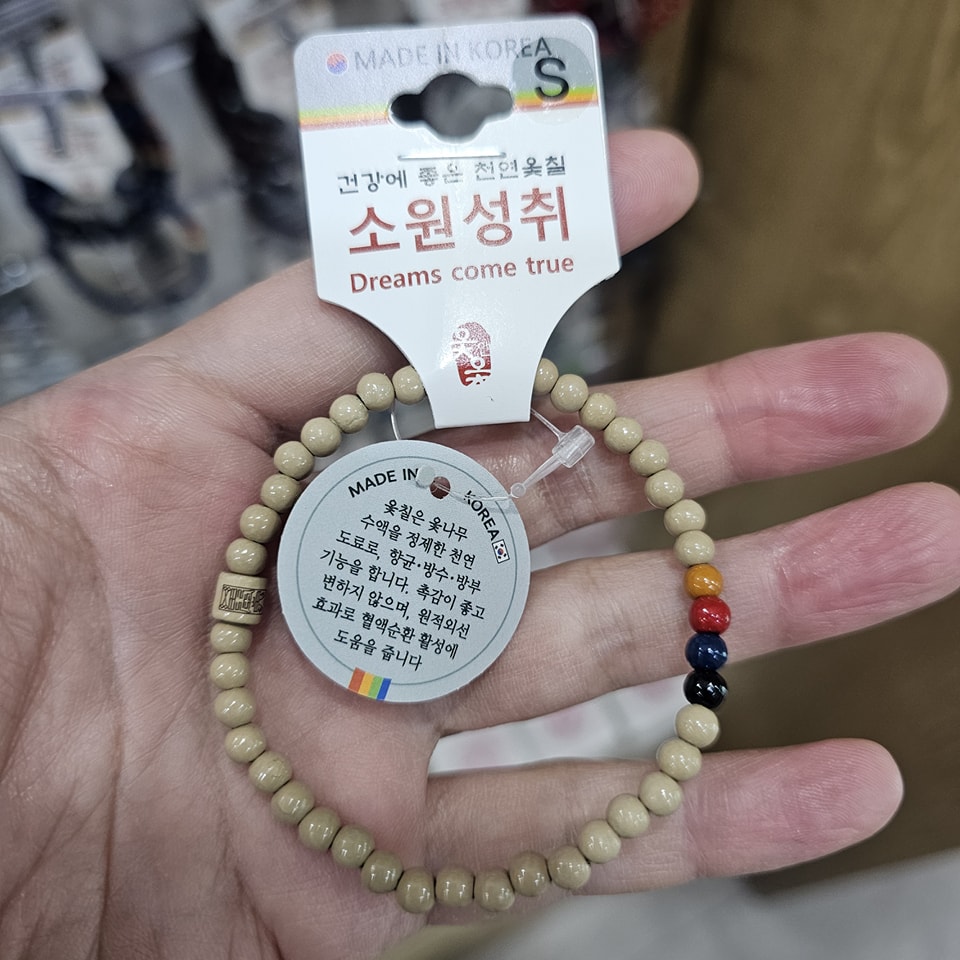 MADE IN KOREA
S
건강에 좋은 천연옻칠
소원성취
Dreams come true
MADE IN KOREA
옻칠은 옻나무
수액을 정제한 천연
도료로, 향균·방수·방부
기능을 합니다. 촉감이 좋고
변하지 않으며, 원적외선
효과로 혈액순환 활성에
도움을 줍니다